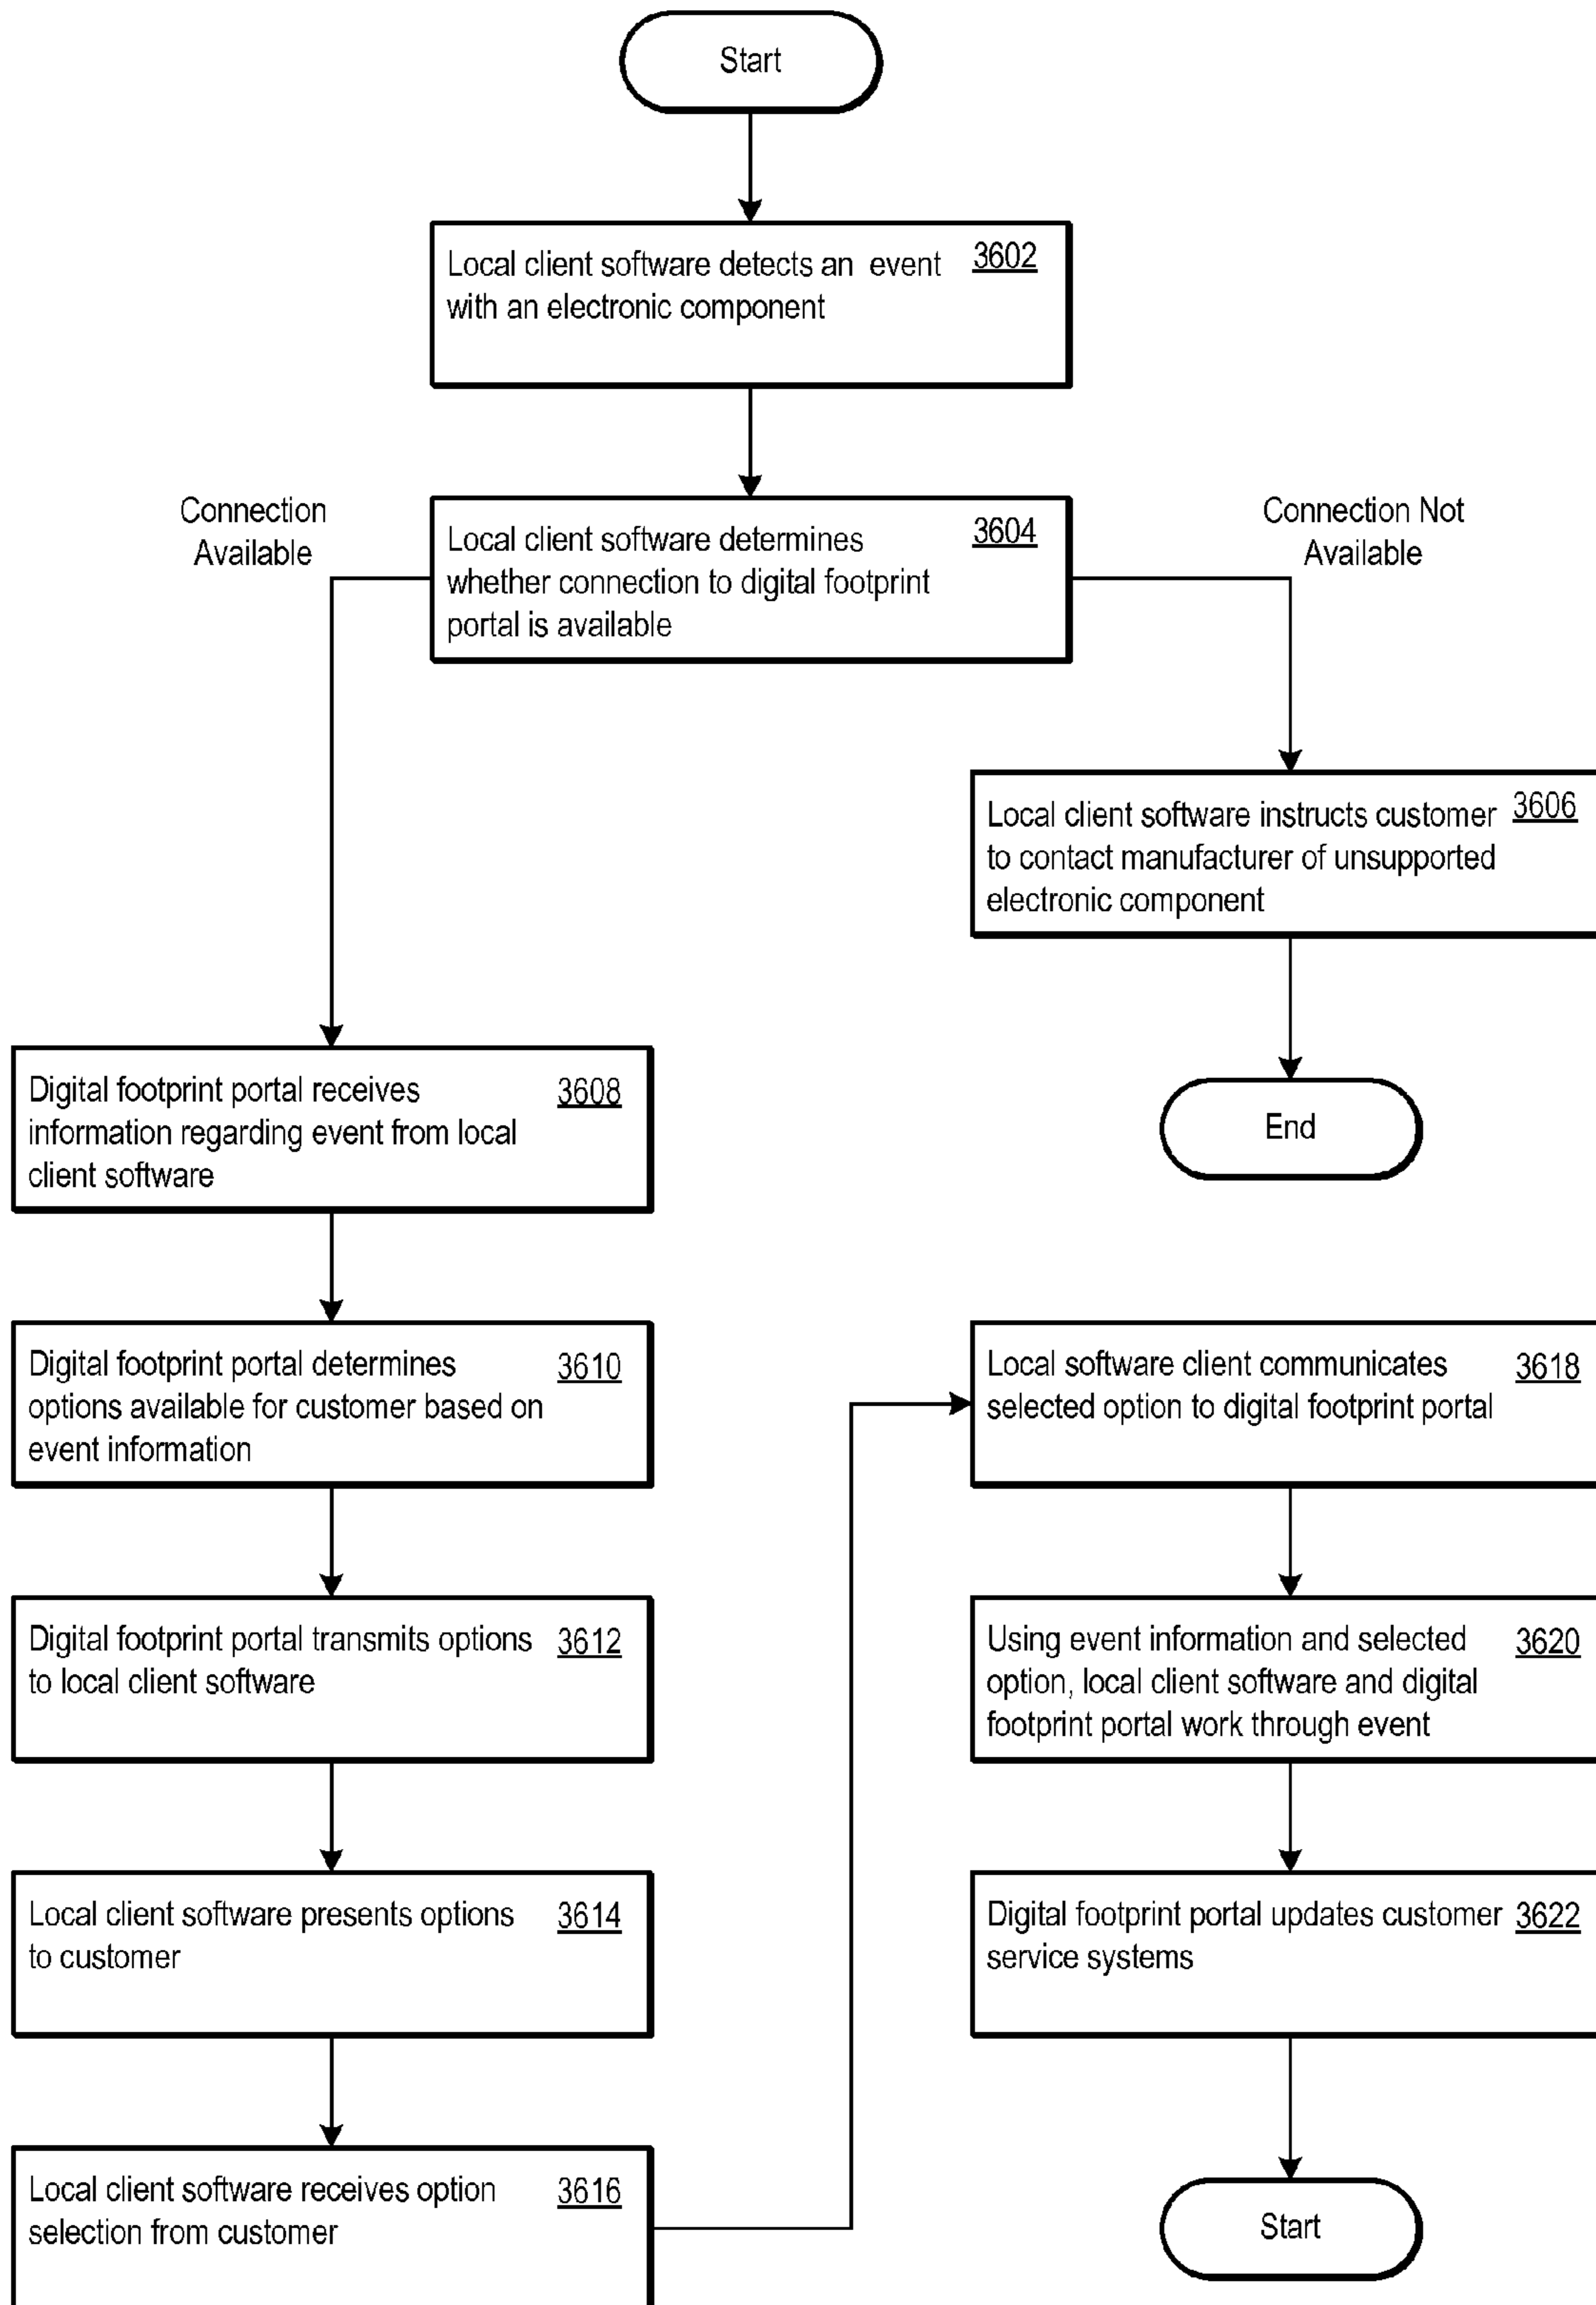 Start
Local client software detects an event
with an electronic component
3602
Connection
Available
Local client software determines
whether connection to digital footprint
portal is available
3604
Connection Not
Available
Local client software instructs customer
to contact manufacturer of unsupported
electronic component
3606
End
Digital footprint portal receives
information regarding event from local
client software
3608
Digital footprint portal determines
options available for customer based on
event information
3610
Digital footprint portal transmits options
to local client software
3612
Local client software presents options
to customer
3614
Local client software receives option
selection from customer
3616
Local software client communicates
selected option to digital footprint portal
3618
Using event information and selected
option, local client software and digital
footprint portal work through event
3620
Digital footprint portal updates customer
service systems
3622
Start